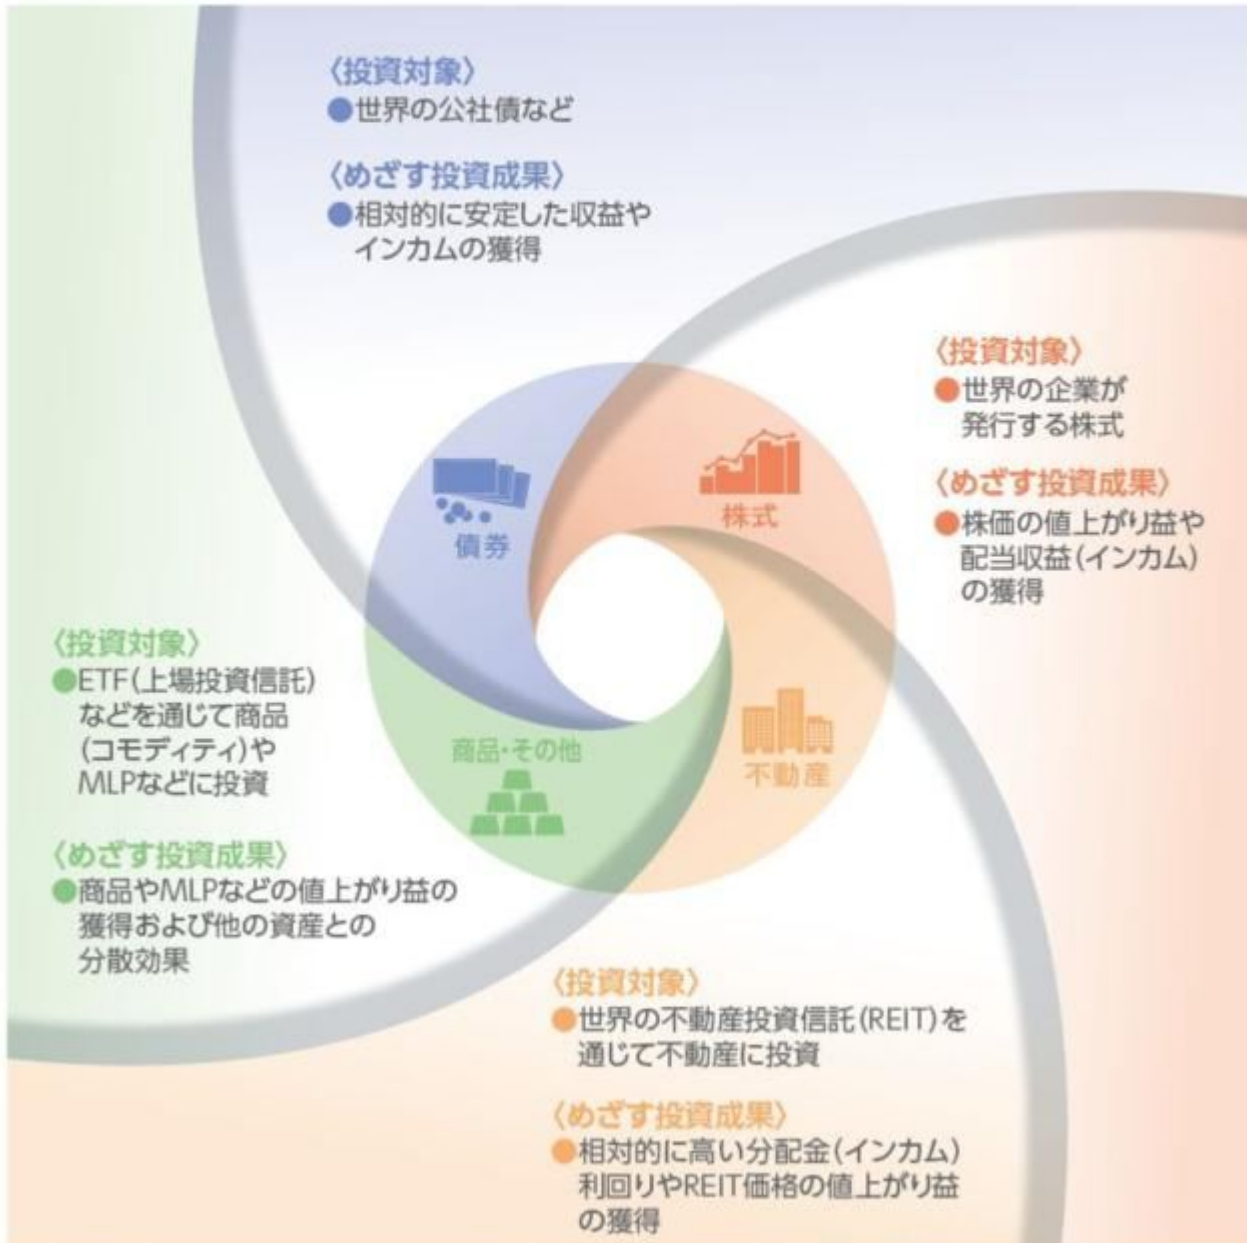 〈投資対象〉
●世界の公社債など
〈めざす投資成果〉
●相対的に安定した収益や
インカムの獲得
〈投資対象〉
●世界の企業が
発行する株式
〈めざす投資成果〉
●株価の値上がり益や
配当収益(インカム)
の獲得
債券
株式
不動産
商品・その他
〈投資対象〉
●ETF(上場投資信託)
などを通じて商品
(コモディティ)や
MLPなどに投資
〈めざす投資成果〉
●商品やMLPなどの値上がり益の
獲得および他の資産との
分散効果
〈投資対象〉
●世界の不動産投資信託(REIT)を
通じて不動産に投資
〈めざす投資成果〉
●相対的に高い分配金(インカム)
利回りやREIT価格の値上がり益
の獲得